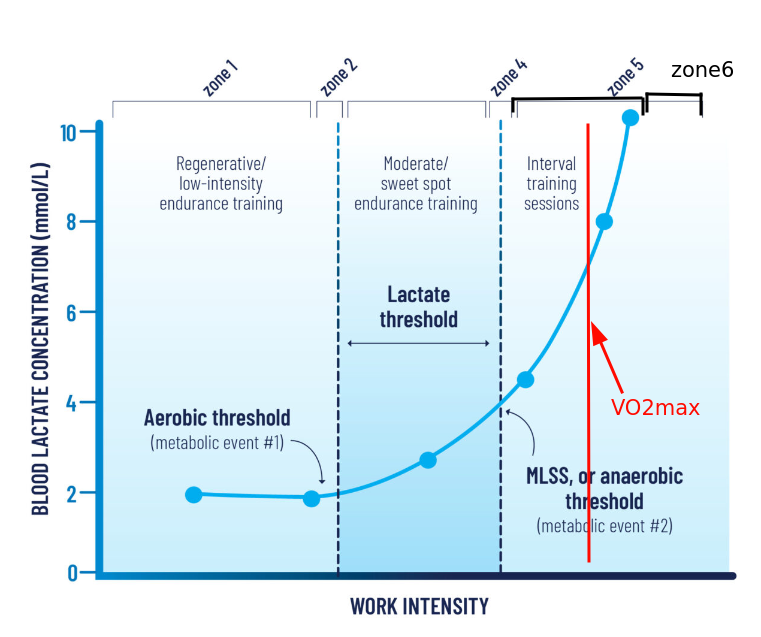 zone 1
zone 2
zone 4
zone 5
zone6
10
8
6
4
2
0
BLOOD LACTATE CONCENTRATION (mmol/L)
Regenerative/
low-intensity
endurance training
Moderate/
sweet spot
endurance training
Interval
training
sessions
Lactate
threshold
Aerobic threshold
(metabolic event #1)
VO2max
MLSS, or anaerobic
threshold
(metabolic event #2)
WORK INTENSITY